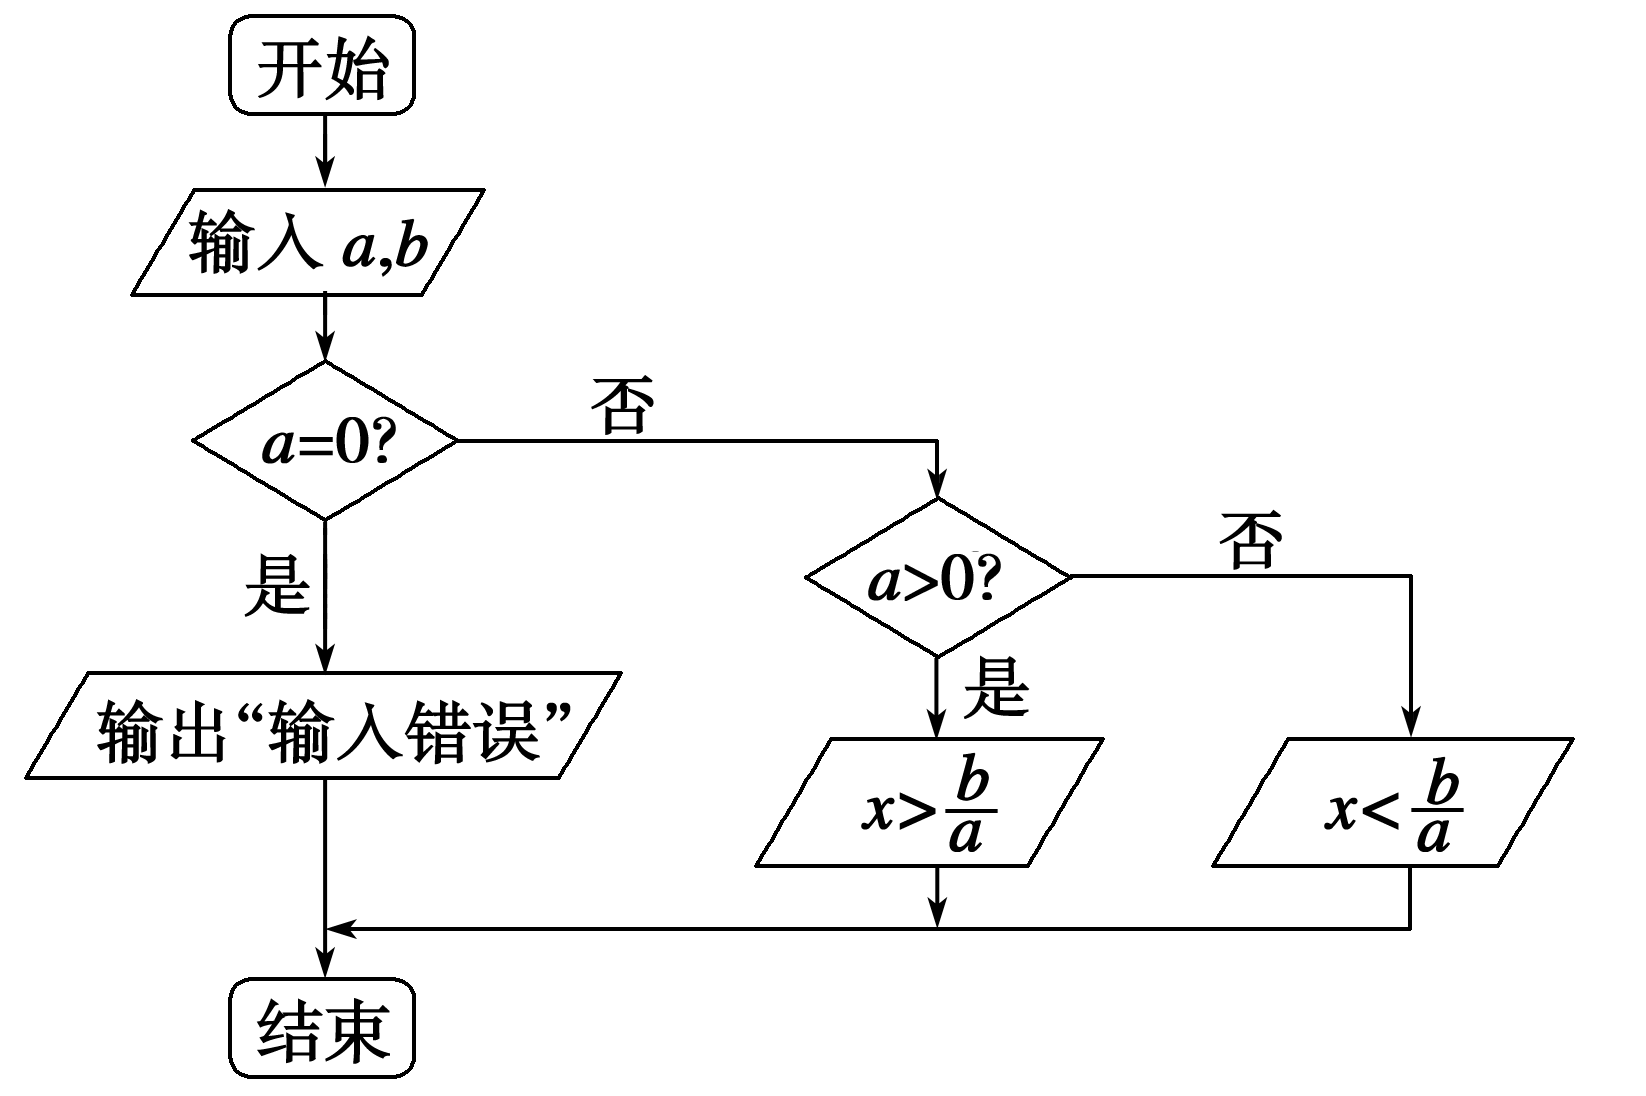 开始
输入 a,b
a=0?
否
是
a>0?
否
是
输出“输入错误”
x>b/a
x<b/a
结束